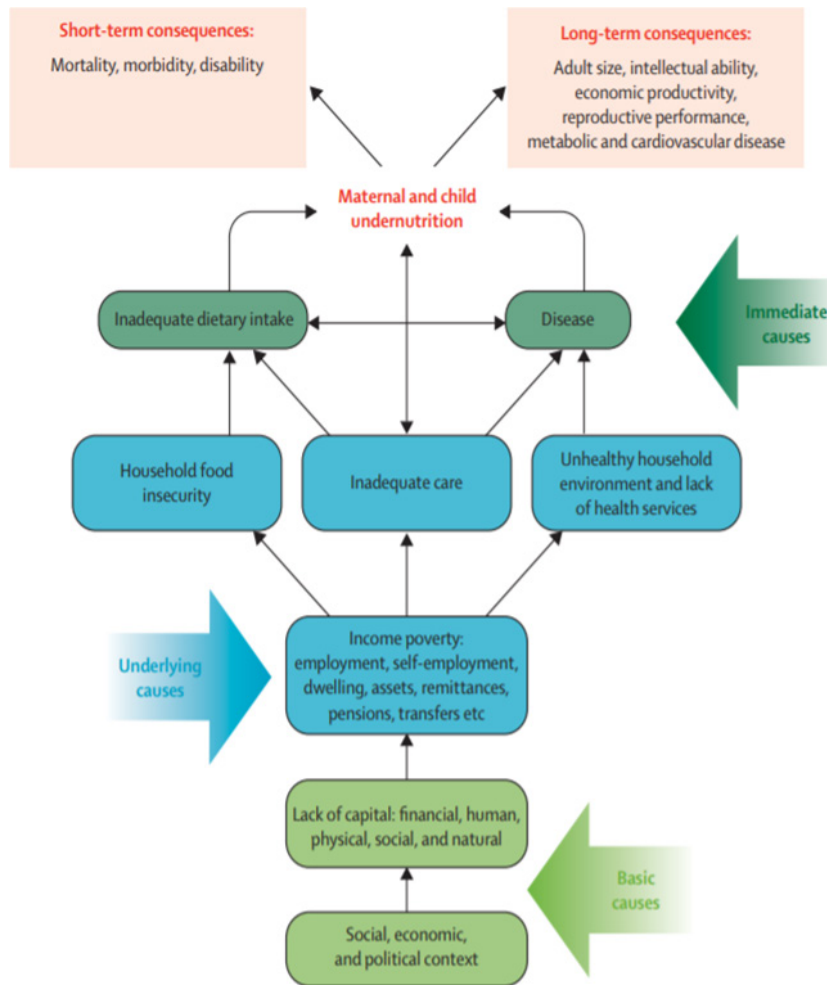 Short-term consequences:
Mortality, morbidity, disability
Long-term consequences:
Adult size, intellectual ability,
economic productivity,
reproductive performance,
metabolic and cardiovascular disease
Maternal and child
undernutrition
Inadequate dietary intake
Disease
Immediate
causes
Household food
insecurity
Inadequate care
Unhealthy household
environment and lack
of health services
Underlying
causes
Income poverty:
employment, self-employment,
dwelling, assets, remittances,
pensions, transfers etc
Lack of capital: financial, human,
physical, social, and natural
Basic
causes
Social, economic,
and political context